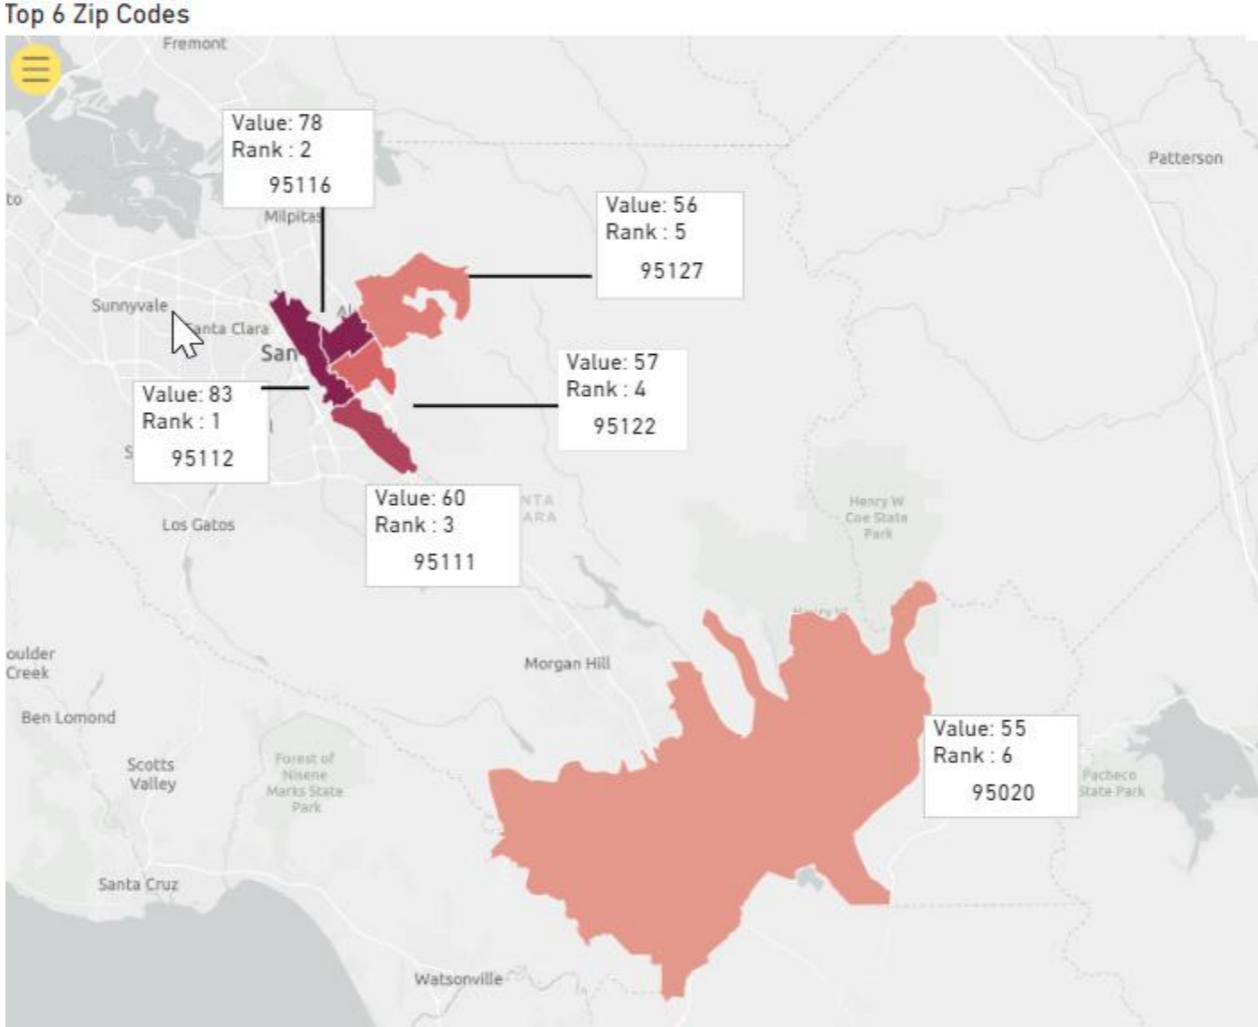 Top 6 Zip Codes
Fremont
Value: 78
Rank : 2
95116
Patterson
to
Milpitas
Value: 56
Rank : 5
95127
Sunnyvale
Santa Clara
San
Value: 57
Rank : 4
95122
Value: 83
Rank : 1
95112
Value: 60
Rank : 3
95111
NTA
ARA
Henry W
Coe State
Park
Los Gatos
Morgan Hill
oulder
Creek
Ben Lomond
Scotts
Valley
Forest of
Nisene
Marks State
Park
Value: 55
Rank : 6
95020
Pacheco
State Park
Santa Cruz
Watsonville